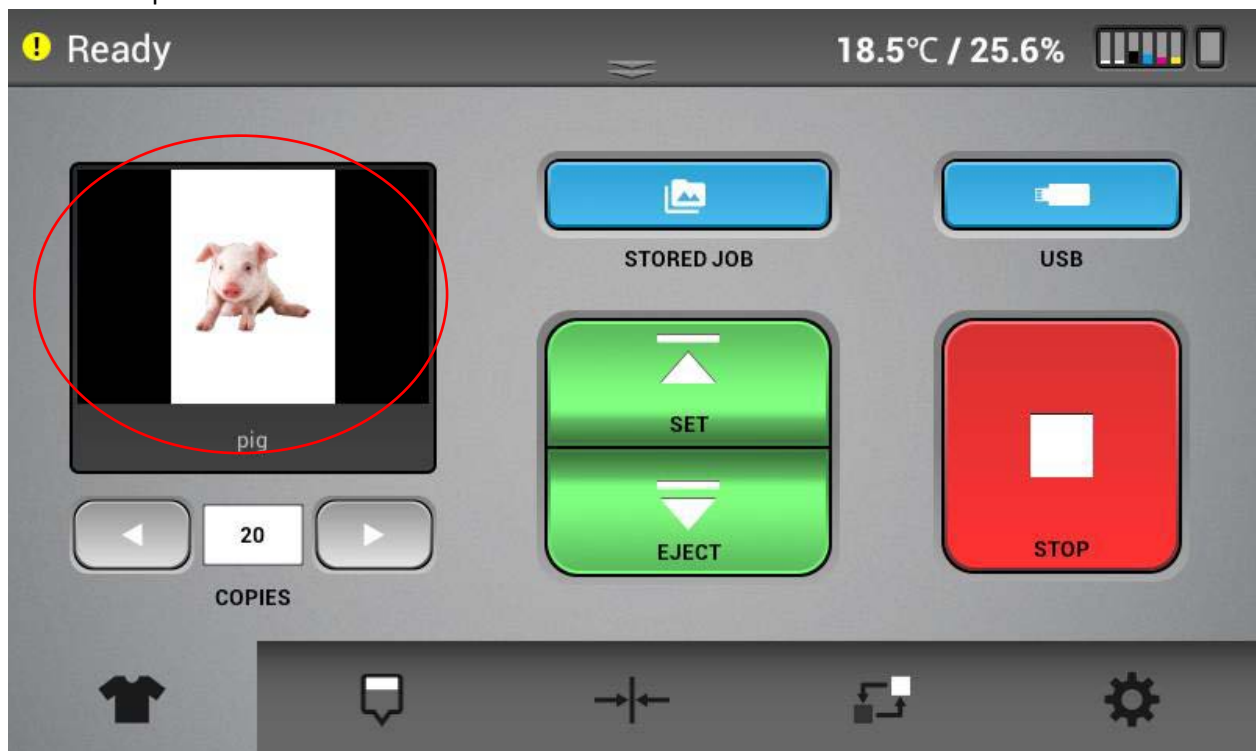 Ready
18.5℃ / 25.6%
STORED JOB
USB
pig
SET
EJECT
STOP
20
COPIES